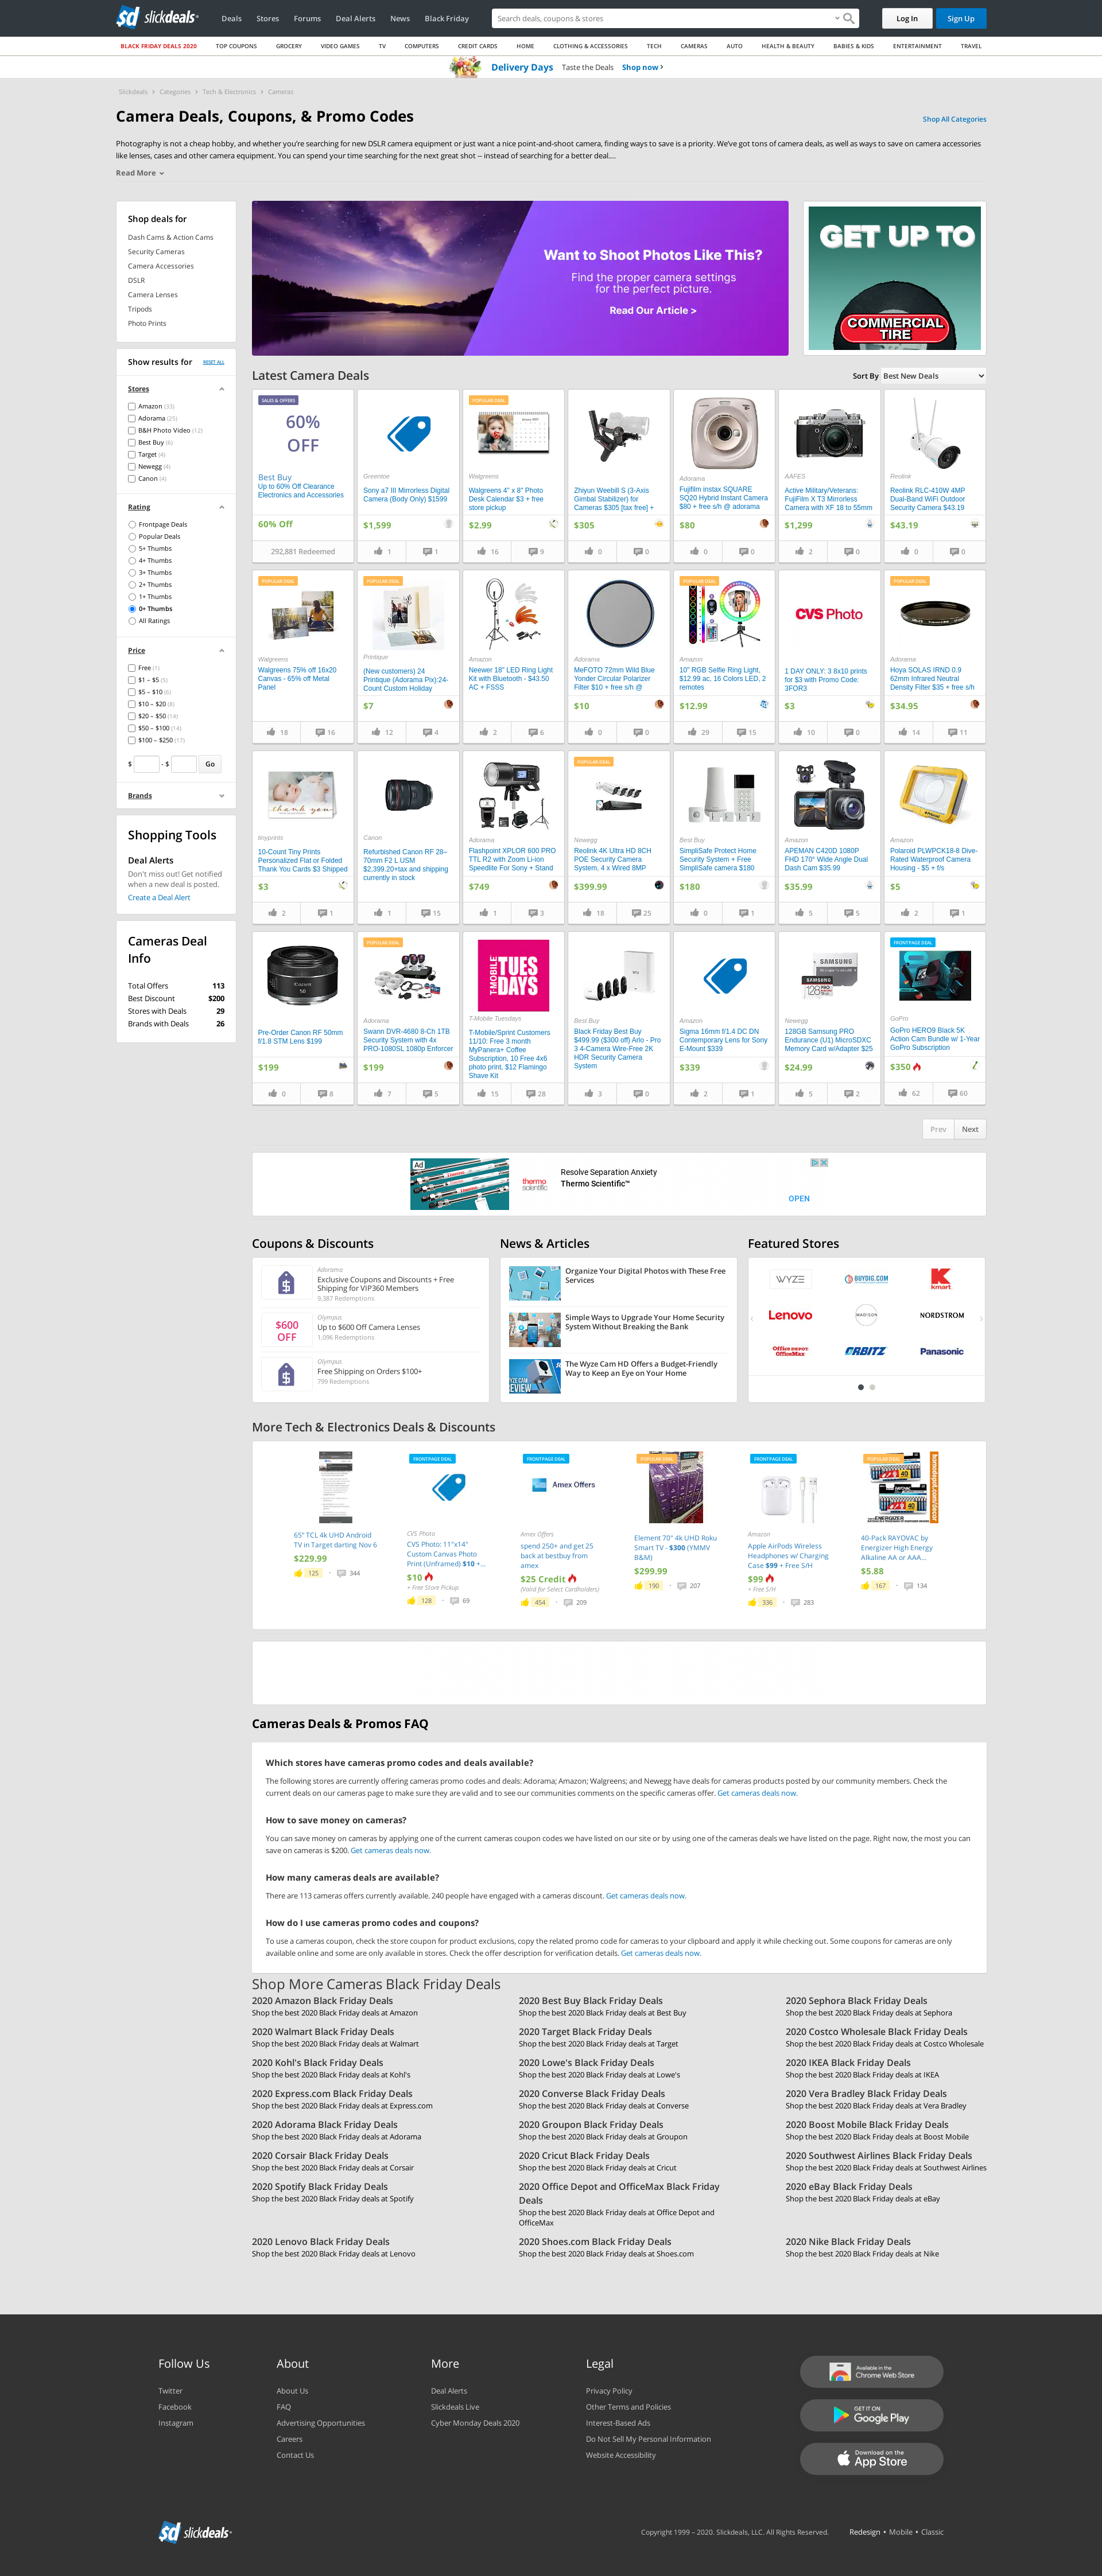 slickdeals
Deals
Stores
Forums
Deal Alerts
News
Black Friday
Search deals, coupons & stores
Log In
Sign Up
BLACK FRIDAY DEALS 2020
TOP COUPONS
GROCERY
VIDEO GAMES
TV
COMPUTERS
CREDIT CARDS
HOME
CLOTHING & ACCESSORIES
TECH
CAMERAS
AUTO
HEALTH & BEAUTY
BABIES & KIDS
ENTERTAINMENT
TRAVEL
Delivery Days
Taste the Deals
Shop now
Slickdeals > Categories > Tech & Electronics > Cameras
Camera Deals, Coupons, & Promo Codes
Shop All Categories
Photography is not a cheap hobby, and whether you're searching for new DSLR camera equipment or just want a nice point-and-shoot camera, finding ways to save is a priority. We've got tons of camera deals, as well as ways to save on camera accessories
like lenses, cases and other camera equipment. You can spend your time searching for the next great shot -- instead of searching for a better deal....
Read More
Shop deals for
Dash Cams & Action Cams
Security Cameras
Camera Accessories
DSLR
Camera Lenses
Tripods
Photo Prints
Want to Shoot Photos Like This?
Find the proper camera settings
for the perfect picture.
Read Our Article >
GET UP TO
COMMERCIAL
TIRE
Show results for
RESET ALL
Stores
Amazon (33)
Adorama (25)
B&H Photo Video (12)
Best Buy (6)
Target (4)
Newegg (4)
Canon (4)
Rating
Frontpage Deals
Popular Deals
5+ Thumbs
4+ Thumbs
3+ Thumbs
2+ Thumbs
1+ Thumbs
0+ Thumbs
All Ratings
Price
Free (1)
$1 – $5 (5)
$5 – $10 (6)
$10 – $20 (8)
$20 – $50 (14)
$50 – $100 (14)
$100 – $250 (17)
$ - $ Go
Brands
Shopping Tools
Deal Alerts
Don't miss out! Get notified
when a new deal is posted.
Create a Deal Alert
Cameras Deal
Info
Total Offers 113
Best Discount $200
Stores with Deals 29
Brands with Deals 26
Latest Camera Deals
Sort By Best New Deals
SALES & OFFERS
60%
OFF
Best Buy
Up to 60% Off Clearance
Electronics and Accessories
60% Off
292,881 Redeemed
Greentoe
Sony a7 III Mirrorless Digital
Camera (Body Only) $1599
$1,599
1 1
POPULAR DEAL
Walgreens
Walgreens 4" x 8" Photo
Desk Calendar $3 + free
store pickup
$2.99
16 9
Zhiyun Weebill S (3-Axis
Gimbal Stabilizer) for
Cameras $305 [tax free] +
$305
0 0
Adorama
Fujifilm instax SQUARE
SQ20 Hybrid Instant Camera
$80 + free s/h @ adorama
$80
0 0
AAFES
Active Military/Veterans:
FujiFilm X T3 Mirrorless
Camera with XF 18 to 55mm
$1,299
2 0
Reolink
Reolink RLC-410W 4MP
Dual-Band WiFi Outdoor
Security Camera $43.19
$43.19
0 0
POPULAR DEAL
Walgreens
Walgreens 75% off 16x20
Canvas - 65% off Metal
Panel
18 16
POPULAR DEAL
Printique
(New customers) 24
Printique (Adorama Pix):24-
Count Custom Holiday
$7
12 4
Amazon
Neewer 18" LED Ring Light
Kit with Bluetooth - $43.50
AC + FSSS
2 6
Adorama
MeFOTO 72mm Wild Blue
Yonder Circular Polarizer
Filter $10 + free s/h @
$10
0 0
POPULAR DEAL
Amazon
10" RGB Selfie Ring Light,
$12.99 ac, 16 Colors LED, 2
remotes
$12.99
29 15
CVS Photo
1 DAY ONLY: 3 8x10 prints
for $3 with Promo Code:
3FOR3
$3
10 0
POPULAR DEAL
Adorama
Hoya SOLAS IRND 0.9
62mm Infrared Neutral
Density Filter $35 + free s/h
$34.95
14 11
thank you
tinyprints
10-Count Tiny Prints
Personalized Flat or Folded
Thank You Cards $3 Shipped
$3
2 1
Canon
Refurbished Canon RF 28–
70mm F2 L USM
$2,399.20+tax and shipping
currently in stock
1 15
Adorama
Flashpoint XPLOR 600 PRO
TTL R2 with Zoom Li-ion
Speedlite For Sony + Stand
$749
1 3
POPULAR DEAL
Newegg
Reolink 4K Ultra HD 8CH
POE Security Camera
System, 4 x Wired 8MP
$399.99
18 25
Best Buy
SimpliSafe Protect Home
Security System + Free
SimpliSafe camera $180
$180
0 1
Amazon
APEMAN C420D 1080P
FHD 170° Wide Angle Dual
Dash Cam $35.99
$35.99
5 5
Amazon
Polaroid PLWPCK18-8 Dive-
Rated Waterproof Camera
Housing - $5 + f/s
$5
2 1
Pre-Order Canon RF 50mm
f/1.8 STM Lens $199
$199
0 8
POPULAR DEAL
Adorama
Swann DVR-4680 8-Ch 1TB
Security System with 4x
PRO-1080SL 1080p Enforcer
$199
7 5
T-MOBILE
TUES
DAYS
T-Mobile Tuesdays
T-Mobile/Sprint Customers
11/10: Free 3 month
MyPanera+ Coffee
Subscription, 10 Free 4x6
photo print, $12 Flamingo
Shave Kit
15 28
Best Buy
Black Friday Best Buy
$499.99 ($300 off) Arlo - Pro
3 4-Camera Wire-Free 2K
HDR Security Camera
System
3 0
Amazon
Sigma 16mm f/1.4 DC DN
Contemporary Lens for Sony
E-Mount $339
$339
2 1
SAMSUNG
SAMSUNG
128
PRO
Newegg
128GB Samsung PRO
Endurance (U1) MicroSDXC
Memory Card w/Adapter $25
$24.99
5 2
FRONTPAGE DEAL
GoPro
GoPro HERO9 Black 5K
Action Cam Bundle w/ 1-Year
GoPro Subscription
$350
62 60
Prev Next
Ad
thermo
scientific
Resolve Separation Anxiety
Thermo Scientific™
OPEN
Coupons & Discounts
Adorama
Exclusive Coupons and Discounts + Free
Shipping for VIP360 Members
9,387 Redemptions
$600
OFF
Olympus
Up to $600 Off Camera Lenses
1,096 Redemptions
Olympus
Free Shipping on Orders $100+
799 Redemptions
News & Articles
Organize Your Digital Photos with These Free
Services
Simple Ways to Upgrade Your Home Security
System Without Breaking the Bank
The Wyze Cam HD Offers a Budget-Friendly
Way to Keep an Eye on Your Home
Featured Stores
WYZE
BUYDIG.COM
kmart
Lenovo
MADISON
NORDSTROM
Office DEPOT
OfficeMax
ORBITZ
Panasonic
More Tech & Electronics Deals & Discounts
65" TCL 4k UHD Android
TV in Target darting Nov 6
$229.99
125 · 344
FRONTPAGE DEAL
CVS Photo
CVS Photo: 11"x14"
Custom Canvas Photo
Print (Unframed) $10 +...
$10
+ Free Store Pickup
128 · 69
FRONTPAGE DEAL
Amex Offers
Amex Offers
spend 250+ and get 25
back at bestbuy from
amex
$25 Credit
(Valid for Select Cardholders)
454 · 209
POPULAR DEAL
Element 70" 4k UHD Roku
Smart TV - $300 (YMMV
B&M)
$299.99
190 · 207
FRONTPAGE DEAL
Amazon
Apple AirPods Wireless
Headphones w/ Charging
Case $99 + Free S/H
$99
+ Free S/H
336 · 283
POPULAR DEAL
40-Pack RAYOVAC by
Energizer High Energy
Alkaline AA or AAA...
$5.88
167 · 134
Cameras Deals & Promos FAQ
Which stores have cameras promo codes and deals available?
The following stores are currently offering cameras promo codes and deals: Adorama; Amazon; Walgreens; and Newegg have deals for cameras products posted by our community members. Check the
current deals on our cameras page to make sure they are valid and to see our communities comments on the specific cameras offer. Get cameras deals now.
How to save money on cameras?
You can save money on cameras by applying one of the current cameras coupon codes we have listed on our site or by using one of the cameras deals we have listed on the page. Right now, the most you can
save on cameras is $200. Get cameras deals now.
How many cameras deals are available?
There are 113 cameras offers currently available. 240 people have engaged with a cameras discount. Get cameras deals now.
How do I use cameras promo codes and coupons?
To use a cameras coupon, check the store coupon for product exclusions, copy the related promo code for cameras to your clipboard and apply it while checking out. Some coupons for cameras are only
available online and some are only available in stores. Check the offer description for verification details. Get cameras deals now.
Shop More Cameras Black Friday Deals
2020 Amazon Black Friday Deals
Shop the best 2020 Black Friday deals at Amazon
2020 Best Buy Black Friday Deals
Shop the best 2020 Black Friday deals at Best Buy
2020 Sephora Black Friday Deals
Shop the best 2020 Black Friday deals at Sephora
2020 Walmart Black Friday Deals
Shop the best 2020 Black Friday deals at Walmart
2020 Target Black Friday Deals
Shop the best 2020 Black Friday deals at Target
2020 Costco Wholesale Black Friday Deals
Shop the best 2020 Black Friday deals at Costco Wholesale
2020 Kohl's Black Friday Deals
Shop the best 2020 Black Friday deals at Kohl's
2020 Lowe's Black Friday Deals
Shop the best 2020 Black Friday deals at Lowe's
2020 IKEA Black Friday Deals
Shop the best 2020 Black Friday deals at IKEA
2020 Express.com Black Friday Deals
Shop the best 2020 Black Friday deals at Express.com
2020 Converse Black Friday Deals
Shop the best 2020 Black Friday deals at Converse
2020 Vera Bradley Black Friday Deals
Shop the best 2020 Black Friday deals at Vera Bradley
2020 Adorama Black Friday Deals
Shop the best 2020 Black Friday deals at Adorama
2020 Groupon Black Friday Deals
Shop the best 2020 Black Friday deals at Groupon
2020 Boost Mobile Black Friday Deals
Shop the best 2020 Black Friday deals at Boost Mobile
2020 Corsair Black Friday Deals
Shop the best 2020 Black Friday deals at Corsair
2020 Cricut Black Friday Deals
Shop the best 2020 Black Friday deals at Cricut
2020 Southwest Airlines Black Friday Deals
Shop the best 2020 Black Friday deals at Southwest Airlines
2020 Spotify Black Friday Deals
Shop the best 2020 Black Friday deals at Spotify
2020 Office Depot and OfficeMax Black Friday
Deals
Shop the best 2020 Black Friday deals at Office Depot and
OfficeMax
2020 eBay Black Friday Deals
Shop the best 2020 Black Friday deals at eBay
2020 Lenovo Black Friday Deals
Shop the best 2020 Black Friday deals at Lenovo
2020 Shoes.com Black Friday Deals
Shop the best 2020 Black Friday deals at Shoes.com
2020 Nike Black Friday Deals
Shop the best 2020 Black Friday deals at Nike
Follow Us
Twitter
Facebook
Instagram
About
About Us
FAQ
Advertising Opportunities
Careers
Contact Us
More
Deal Alerts
Slickdeals Live
Cyber Monday Deals 2020
Legal
Privacy Policy
Other Terms and Policies
Interest-Based Ads
Do Not Sell My Personal Information
Website Accessibility
Available in the
Chrome Web Store
GET IT ON
Google Play
Download on the
App Store
slickdeals
Copyright 1999 – 2020. Slickdeals, LLC. All Rights Reserved.
Redesign • Mobile • Classic